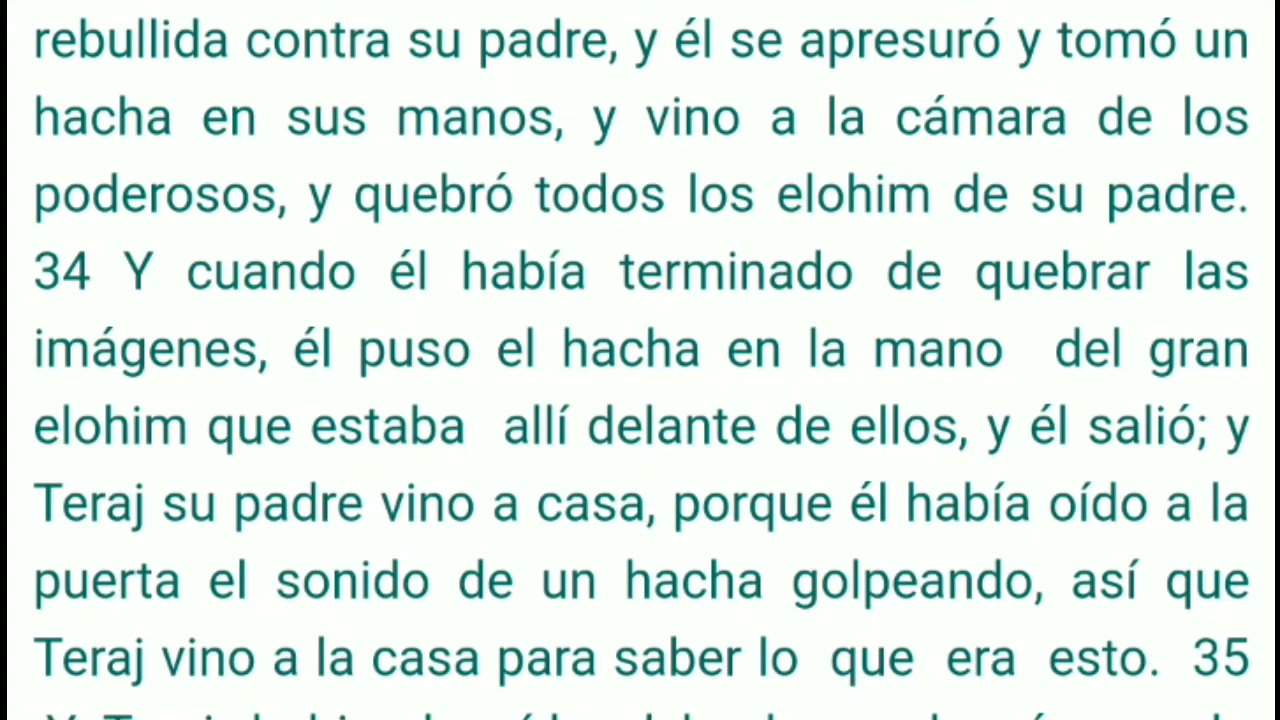 rebullida contra su padre, y él se apresuró y tomó un
hacha en sus manos, y vino a la cámara de los
poderosos, y quebró todos los elohim de su padre.
34 Y cuando él había terminado de quebrar las
imágenes, él puso el hacha en la mano del gran
elohim que estaba allí delante de ellos, y él salió; y
Teraj su padre vino a casa, porque él había oído a la
puerta el sonido de un hacha golpeando, así que
Teraj vino a la casa para saber lo que era esto. 35